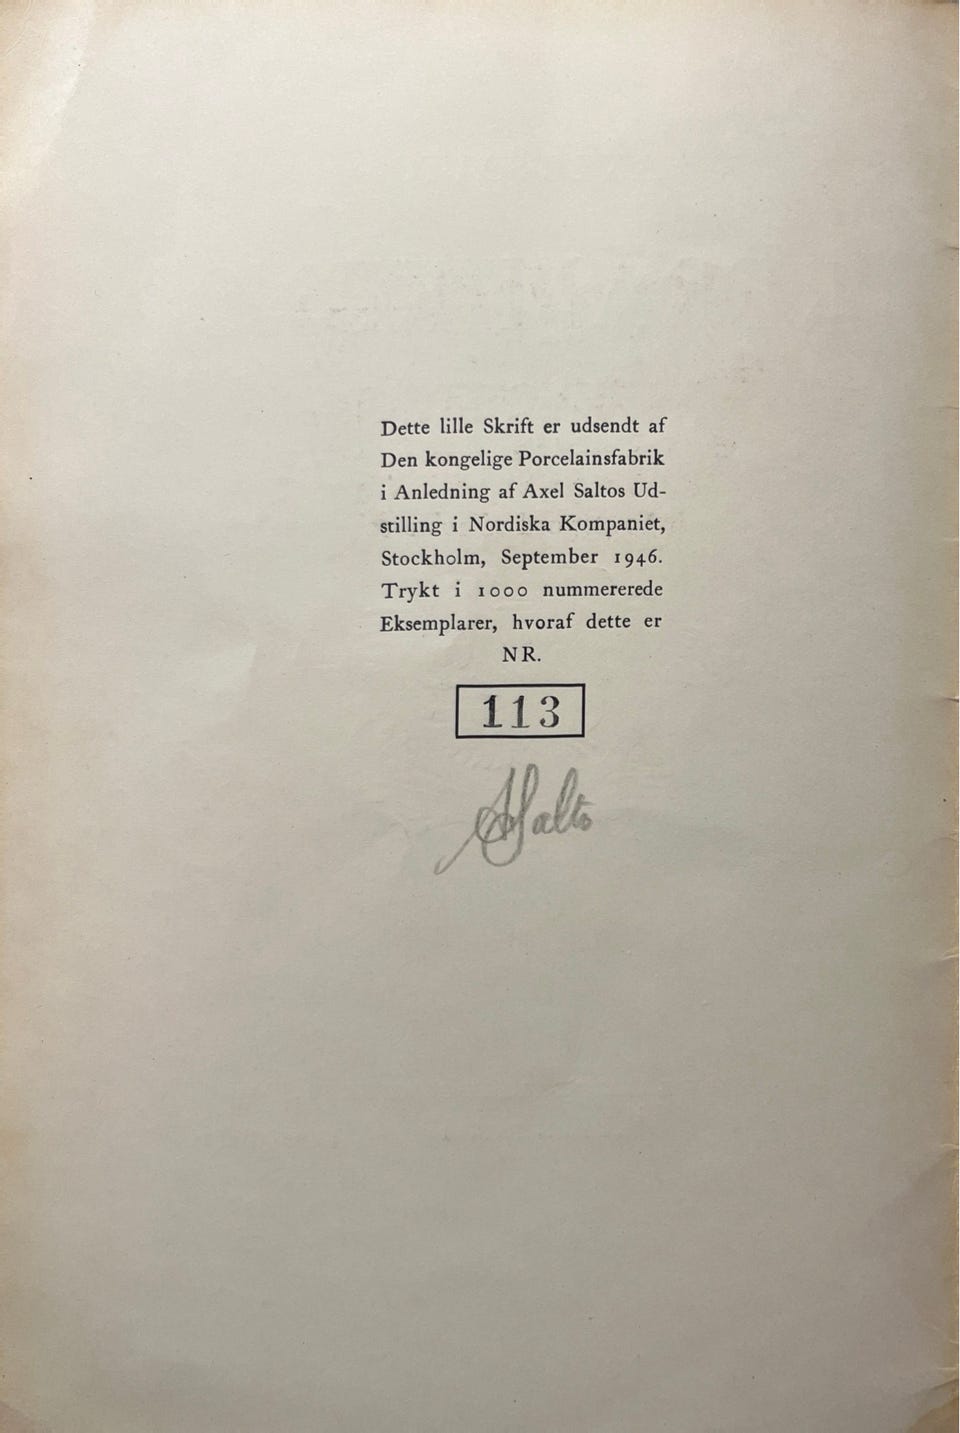 Dette lille Skrift er udsendt af
Den kongelige Porcelainsfabrik
i Anledning af Axel Saltos Ud-
stilling i Nordiska Kompaniet,
Stockholm, September 1946.
Trykt i 1000 nummererede
Eksemplarer, hvoraf dette er
NR.
113
ASalto